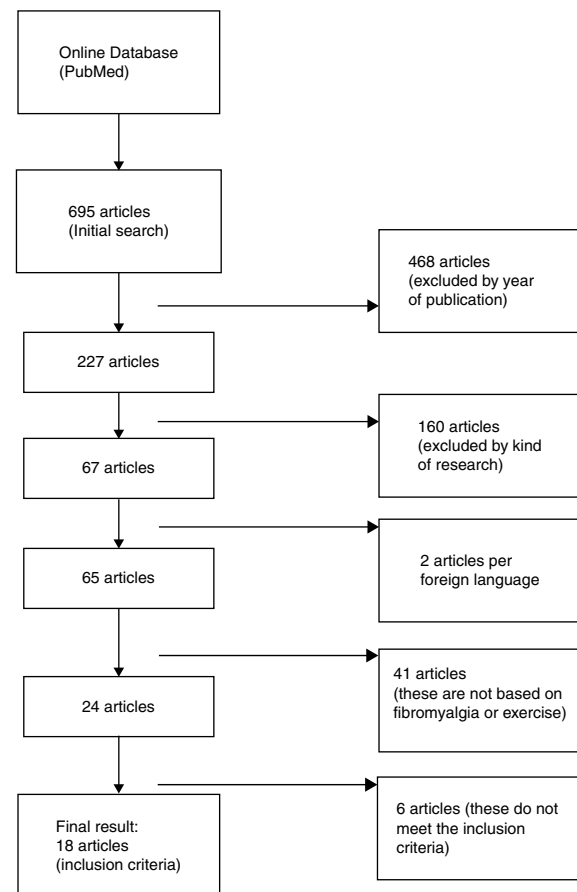 Online Database
(PubMed)
695 articles
(Initial search)
468 articles
(excluded by year
of publication)
227 articles
160 articles
(excluded by kind
of research)
67 articles
2 articles per
foreign language
65 articles
41 articles
(these are not based on
fibromyalgia or exercise)
24 articles
6 articles (these do not
meet the inclusion
criteria)
Final result:
18 articles
(inclusion criteria)